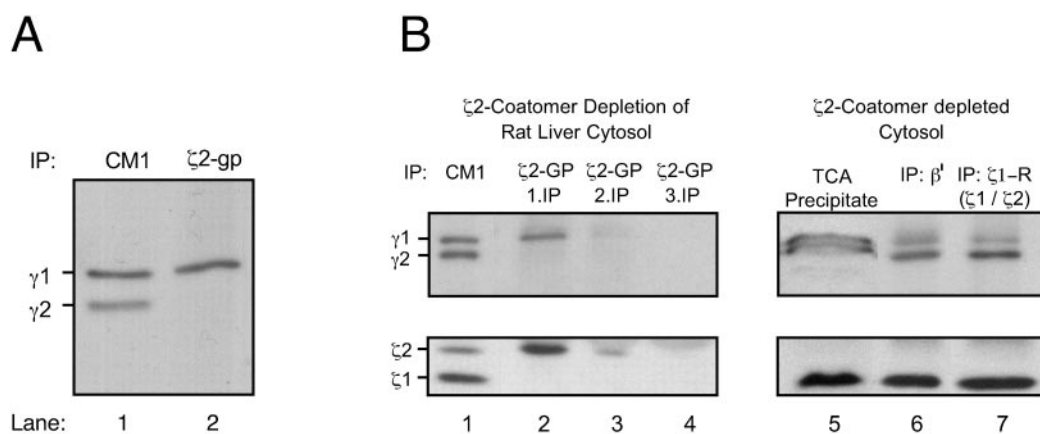 A
IP: CM1 ζ2-gp
γ1
γ2
Lane: 1 2
B
ζ2-Coatomer Depletion of
Rat Liver Cytosol
IP: CM1 ζ2-GP ζ2-GP ζ2-GP
1.IP 2.IP 3.IP
γ1
γ2
ζ2
ζ1
1 2 3 4
ζ2-Coatomer depleted
Cytosol
TCA IP: β' IP: ζ1-R
Precipitate (ζ1 / ζ2)
5 6 7